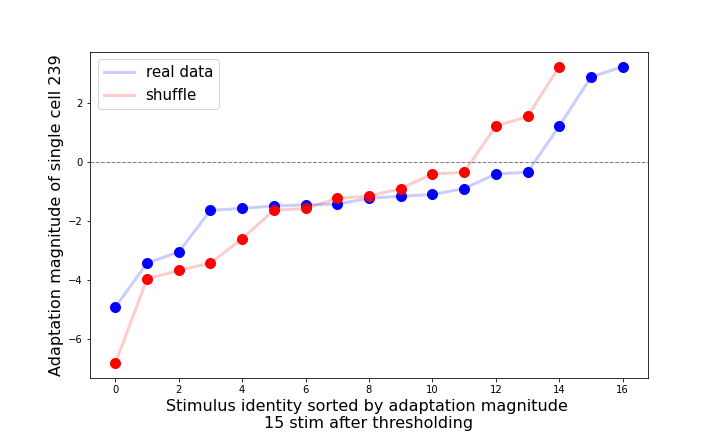 real data
shuffle
Adaptation magnitude of single cell 239
2
0
−2
−4
−6
0 2 4 6 8 10 12 14 16
Stimulus identity sorted by adaptation magnitude
15 stim after thresholding